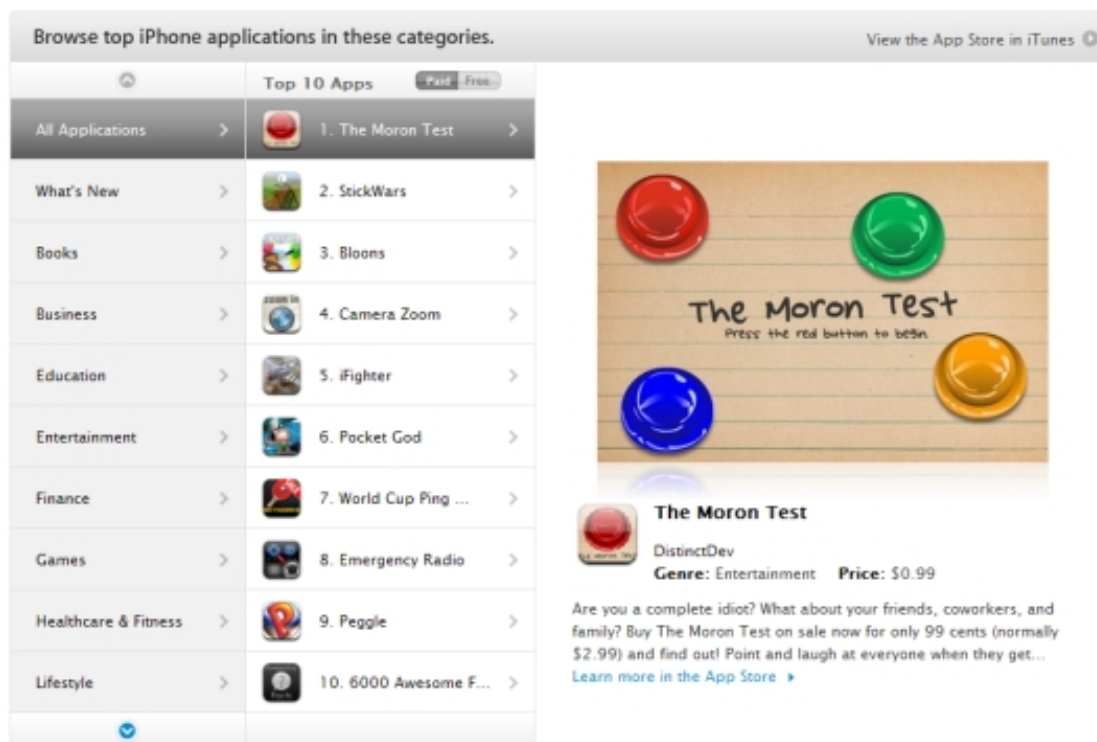 Browse top iPhone applications in these categories.
View the App Store in iTunes
Top 10 Apps
Paid Free
All Applications
What's New
Books
Business
Education
Entertainment
Finance
Games
Healthcare & Fitness
Lifestyle
1. The Moron Test
2. StickWars
3. Bloons
4. Camera Zoom
5. iFighter
6. Pocket God
7. World Cup Ping ...
8. Emergency Radio
9. Peggle
10. 6000 Awesome F...
zoom in
The Moron Test
Press the red button to begin.
The Moron Test
The Moron Test
DistinctDev
Genre: Entertainment Price: $0.99
Are you a complete idiot? What about your friends, coworkers, and
family? Buy The Moron Test on sale now for only 99 cents (normally
$2.99) and find out! Point and laugh at everyone when they get...
Learn more in the App Store